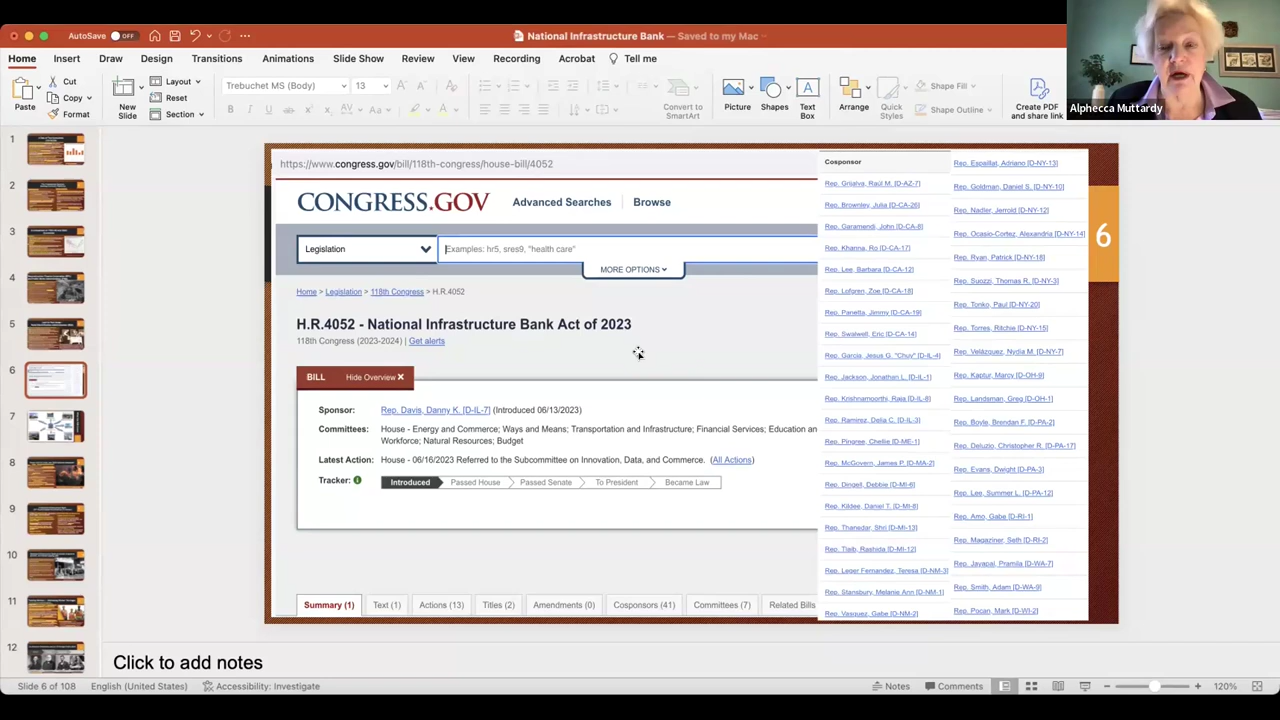 AutoSave OFF
National Infrastructure Bank — Saved to my Mac
Home Insert Draw Design Transitions Animations Slide Show Review View Recording Acrobat Tell me
Paste
Cut
Copy
Format
New Slide
Layout
Reset
Section
Trebuchet MS (Body) 13
Convert to SmartArt
Picture
Shapes
Text Box
Arrange
Quick Styles
Shape Fill
Shape Outline
Create PDF and share link
Alphecca Muttardy
1
2
3
4
5
6
7
8
9
10
11
12
https://www.congress.gov/bill/118th-congress/house-bill/4052
CONGRESS.GOV Advanced Searches Browse
Legislation Examples: hr5, sres9, "health care"
MORE OPTIONS
Home > Legislation > 118th Congress > H.R.4052
H.R.4052 - National Infrastructure Bank Act of 2023
118th Congress (2023-2024) | Get alerts
BILL Hide Overview
Sponsor: Rep. Davis, Danny K. [D-IL-7] (Introduced 06/13/2023)
Committees: House - Energy and Commerce; Ways and Means; Transportation and Infrastructure; Financial Services; Education an
Workforce; Natural Resources; Budget
Latest Action: House - 06/16/2023 Referred to the Subcommittee on Innovation, Data, and Commerce. (All Actions)
Tracker: Introduced Passed House Passed Senate To President Became Law
Summary (1) Text (1) Actions (13) Titles (2) Amendments (0) Cosponsors (41) Committees (7) Related Bills
Cosponsor
Rep. Grijalva, Raúl M. [D-AZ-7]
Rep. Brownley, Julia [D-CA-26]
Rep. Garamendi, John [D-CA-8]
Rep. Khanna, Ro [D-CA-17]
Rep. Lee, Barbara [D-CA-12]
Rep. Lofgren, Zoe [D-CA-18]
Rep. Panetta, Jimmy [D-CA-19]
Rep. Swalwell, Eric [D-CA-14]
Rep. Garcia, Jesus G. "Chuy" [D-IL-4]
Rep. Jackson, Jonathan L. [D-IL-1]
Rep. Krishnamoorthi, Raja [D-IL-8]
Rep. Ramirez, Delia C. [D-IL-3]
Rep. Pingree, Chellie [D-ME-1]
Rep. McGovern, James P. [D-MA-2]
Rep. Dingell, Debbie [D-MI-6]
Rep. Kildee, Daniel T. [D-MI-8]
Rep. Thanedar, Shri [D-MI-13]
Rep. Tlaib, Rashida [D-MI-12]
Rep. Leger Fernandez, Teresa [D-NM-3]
Rep. Stansbury, Melanie Ann [D-NM-1]
Rep. Vasquez, Gabe [D-NM-2]
Rep. Espaillat, Adriano [D-NY-13]
Rep. Goldman, Daniel S. [D-NY-10]
Rep. Nadler, Jerrold [D-NY-12]
Rep. Ocasio-Cortez, Alexandria [D-NY-14]
Rep. Ryan, Patrick [D-NY-18]
Rep. Suozzi, Thomas R. [D-NY-3]
Rep. Tonko, Paul [D-NY-20]
Rep. Torres, Ritchie [D-NY-15]
Rep. Velázquez, Nydia M. [D-NY-7]
Rep. Kaptur, Marcy [D-OH-9]
Rep. Landsman, Greg [D-OH-1]
Rep. Boyle, Brendan F. [D-PA-2]
Rep. Deluzio, Christopher R. [D-PA-17]
Rep. Evans, Dwight [D-PA-3]
Rep. Lee, Summer L. [D-PA-12]
Rep. Amo, Gabe [D-RI-1]
Rep. Magaziner, Seth [D-RI-2]
Rep. Jayapal, Pramila [D-WA-7]
Rep. Smith, Adam [D-WA-9]
Rep. Pocan, Mark [D-WI-2]
6
Click to add notes
Slide 6 of 108 English (United States) Accessibility: Investigate Notes Comments 120%